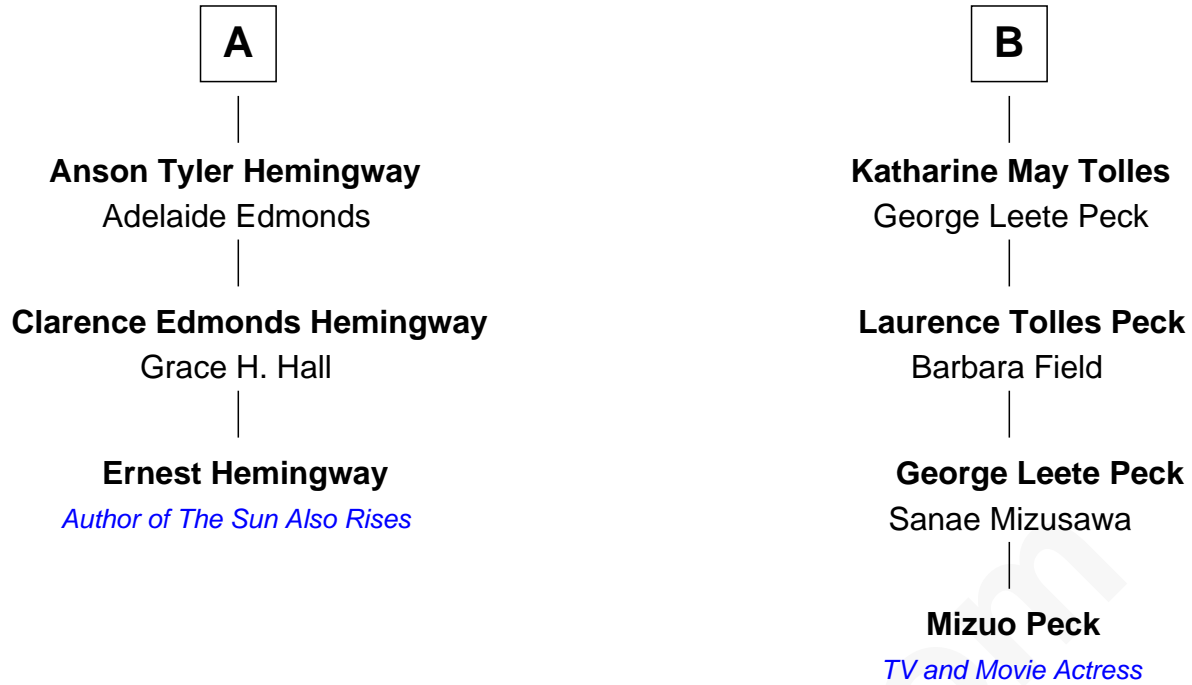 A
Anson Tyler Hemingway
Adelaide Edmonds
Clarence Edmonds Hemingway
Grace H. Hall
Ernest Hemingway
Author of The Sun Also Rises
B
Katharine May Tolles
George Leete Peck
Laurence Tolles Peck
Barbara Field
George Leete Peck
Sanae Mizusawa
Mizuo Peck
TV and Movie Actress